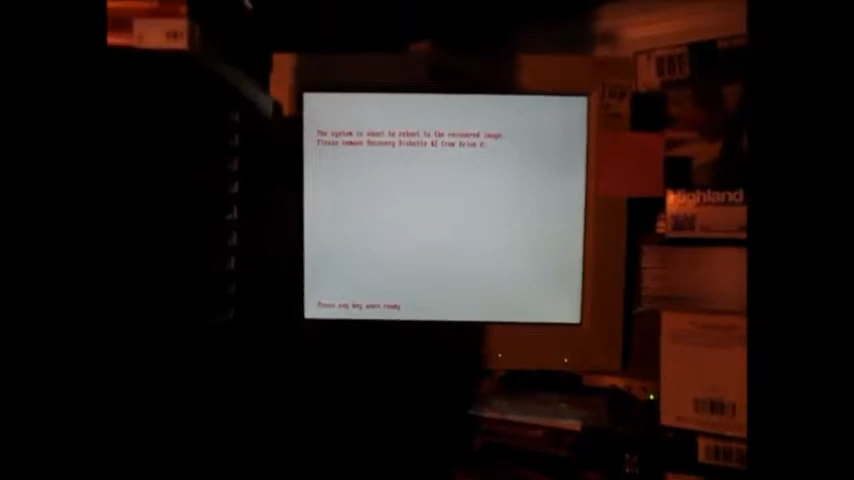 The system is about to reboot to the recovered image.
Please remove Recovery Diskette #2 from Drive A:
Press any key when ready
Highland